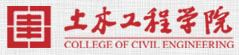 土木工程学院
COLLEGE OF CIVIL ENGINEERING